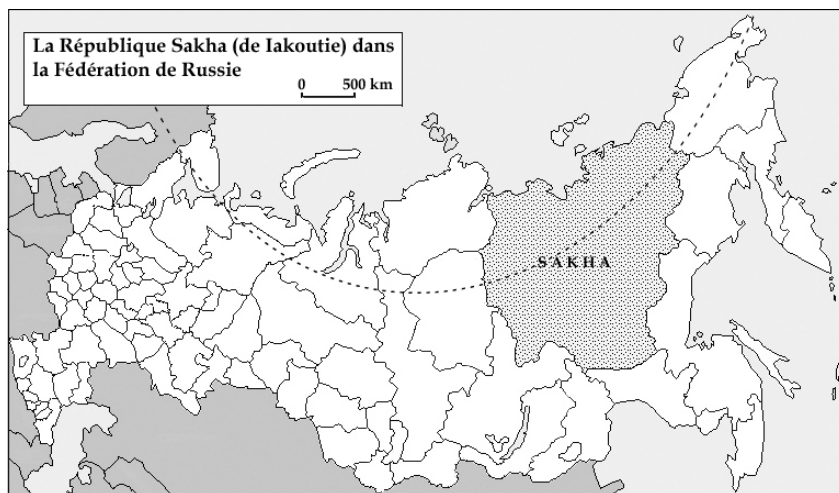 La République Sakha (de Iakoutie) dans
la Fédération de Russie
0 500 km
SAKHA